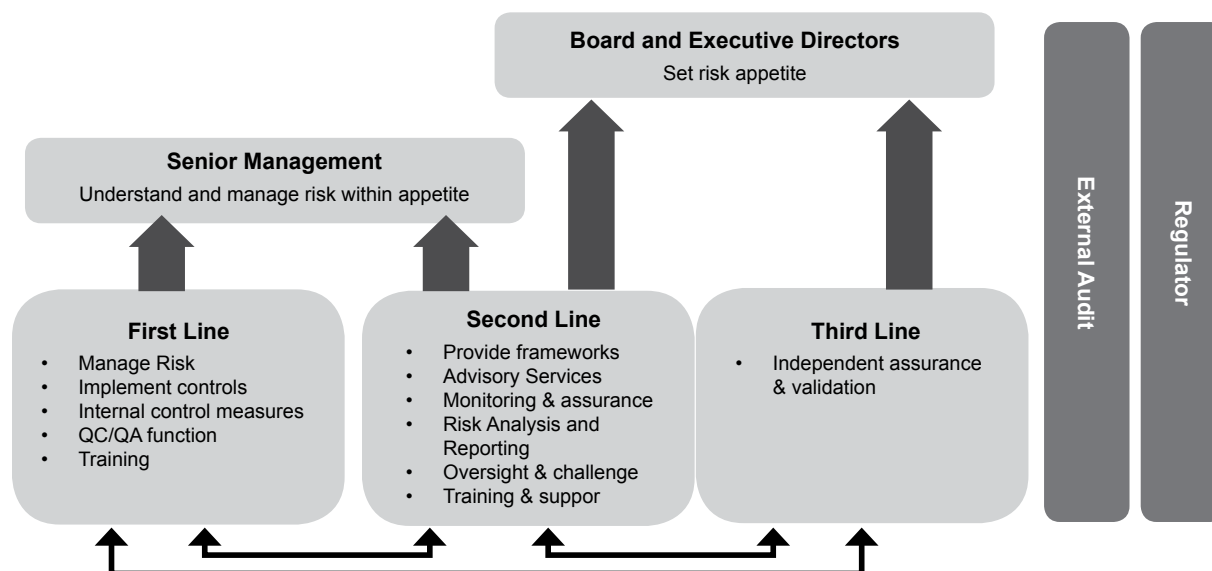 Board and Executive Directors
Set risk appetite
Senior Management
Understand and manage risk within appetite
First Line
• Manage Risk
• Implement controls
• Internal control measures
• QC/QA function
• Training
Second Line
• Provide frameworks
• Advisory Services
• Monitoring & assurance
• Risk Analysis and
Reporting
• Oversight & challenge
• Training & suppor
Third Line
• Independent assurance
& validation
External Audit
Regulator